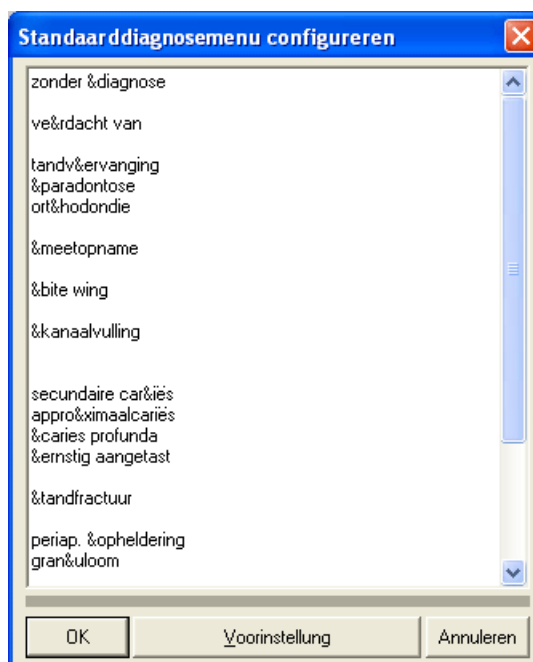 Standaarddiagnosemenu configureren
zonder &diagnose
ve&rdacht van
tandv&ervanging
&paradontose
ort&hodondie
&meetopname
&bite wing
&kanaalvulling
secundaire car&iës
appro&ximaalcariës
&caries profunda
&ernstig aangetast
&tandfractuur
periap. &opheldering
gran&uloom
OK
Voorinstellung
Annuleren